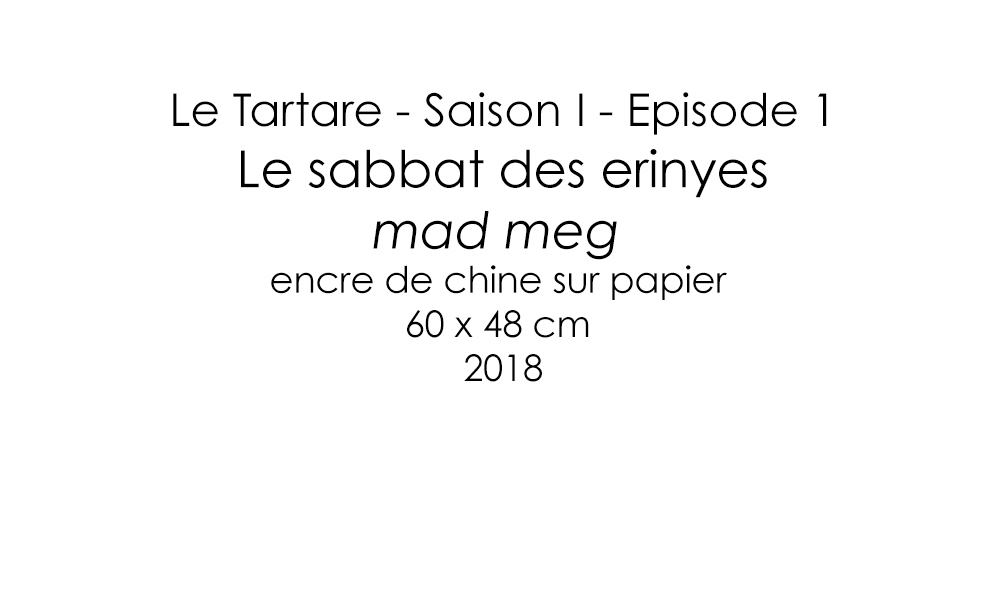 Le Tartare - Saison I - Episode 1
Le sabbat des erinyes
mad meg
encre de chine sur papier
60 x 48 cm
2018